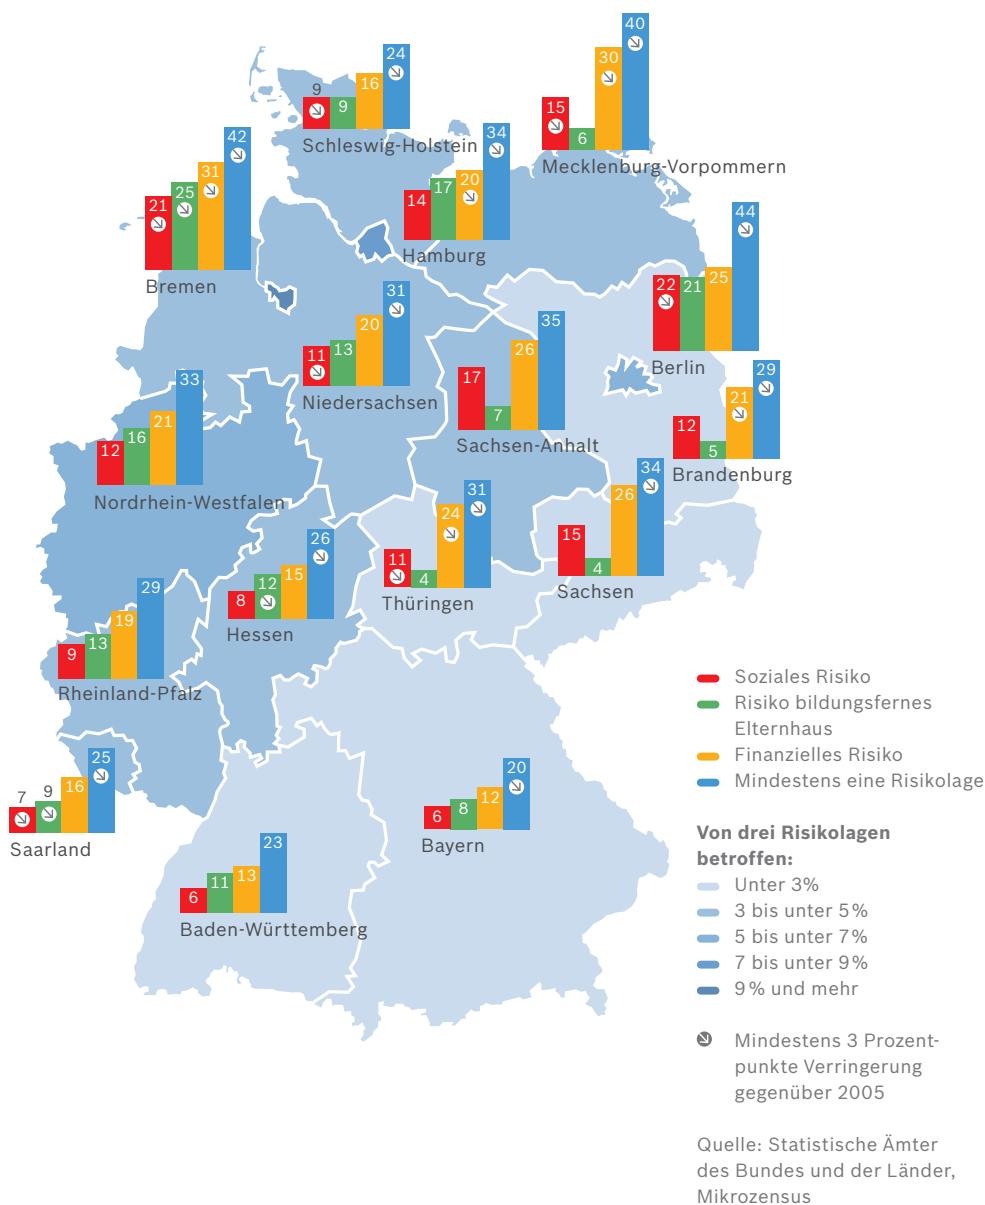 9
9
16
24
Schleswig-Holstein
15
6
30
40
Mecklenburg-Vorpommern
21
25
31
42
Bremen
14
17
20
34
Hamburg
22
21
25
44
Berlin
11
13
20
31
Niedersachsen
17
7
26
35
Sachsen-Anhalt
12
5
21
29
Brandenburg
12
16
21
33
Nordrhein-Westfalen
11
4
24
31
Thüringen
15
4
26
34
Sachsen
8
12
15
26
Hessen
9
13
19
29
Rheinland-Pfalz
7
9
16
25
Saarland
6
8
12
20
Bayern
6
11
13
23
Baden-Württemberg
Soziales Risiko
Risiko bildungsfernes
Elternhaus
Finanzielles Risiko
Mindestens eine Risikolage
Von drei Risikolagen
betroffen:
Unter 3%
3 bis unter 5%
5 bis unter 7%
7 bis unter 9%
9% und mehr
Mindestens 3 Prozent-
punkte Verringerung
gegenüber 2005
Quelle: Statistische Ämter
des Bundes und der Länder,
Mikrozensus